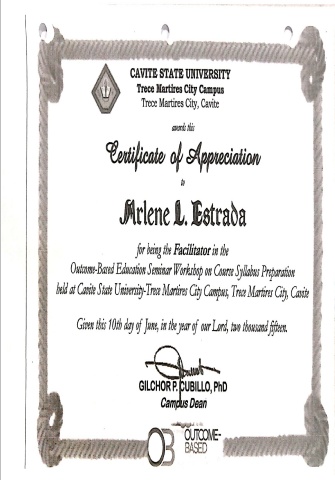 CAVITE STATE UNIVERSITY
Trece Martires City Campus
Trece Martires City, Cavite
awards this
Certificate of Appreciation
to
Arlene L. Estrada
for being the Facilitator in the
Outcome-Based Education Seminar Workshop on Course Syllabus Preparation
held at Cavite State University-Trece Martires City Campus, Trece Martires City, Cavite
Given this 10th day of June, in the year of our Lord, two thousand fifteen.
GILCHOR P. CUBILLO, PhD
Campus Dean
OB
OUTCOME-
BASED